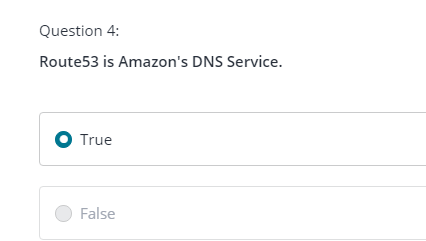 Question 4:
Route53 is Amazon's DNS Service.
True
False